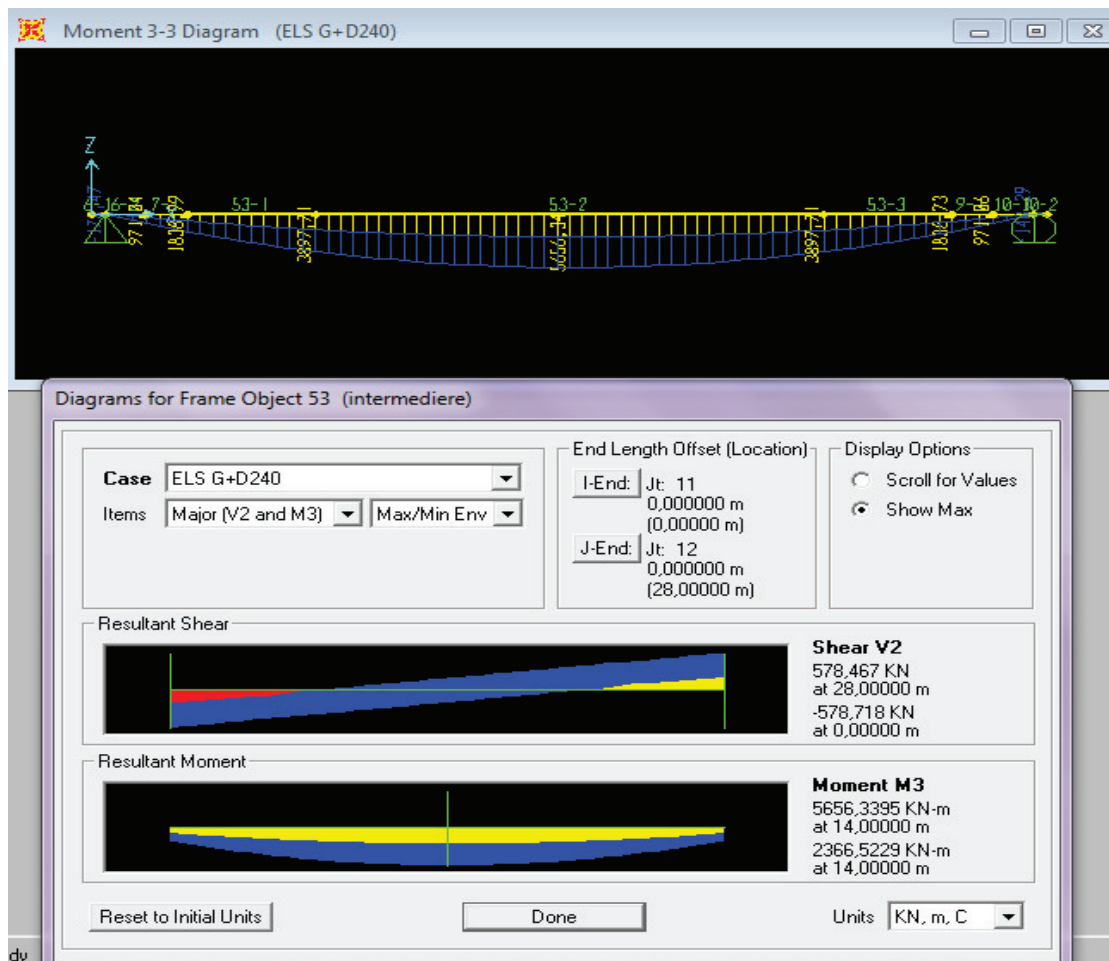 Moment 3-3 Diagram (ELS G+D240)
Z
53-1
53-2
53-3
3897,71
5656,34
3897,71
Diagrams for Frame Object 53 (intermediere)
Case ELS G+D240
Items Major (V2 and M3) Max/Min Env
End Length Offset (Location)
I-End: Jt: 11
0,000000 m
(0,00000 m)
J-End: Jt: 12
0,000000 m
(28,00000 m)
Display Options
Scroll for Values
Show Max
Resultant Shear
Shear V2
578,467 KN
at 28,00000 m
-578,718 KN
at 0,00000 m
Resultant Moment
Moment M3
5656,3395 KN-m
at 14,00000 m
2366,5229 KN-m
at 14,00000 m
Reset to Initial Units
Done
Units KN, m, C
dy